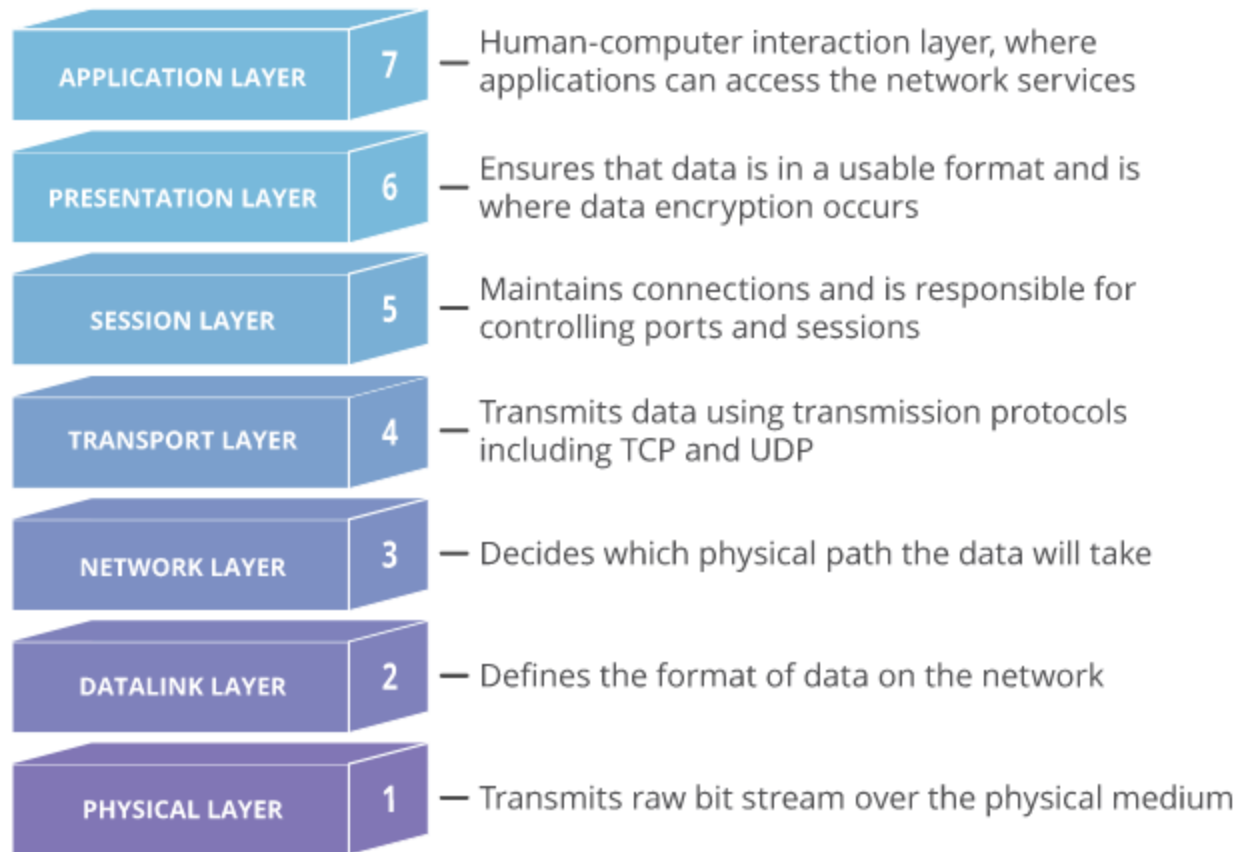 APPLICATION LAYER
7
Human-computer interaction layer, where
applications can access the network services
PRESENTATION LAYER
6
Ensures that data is in a usable format and is
where data encryption occurs
SESSION LAYER
5
Maintains connections and is responsible for
controlling ports and sessions
TRANSPORT LAYER
4
Transmits data using transmission protocols
including TCP and UDP
NETWORK LAYER
3
Decides which physical path the data will take
DATALINK LAYER
2
Defines the format of data on the network
PHYSICAL LAYER
1
Transmits raw bit stream over the physical medium